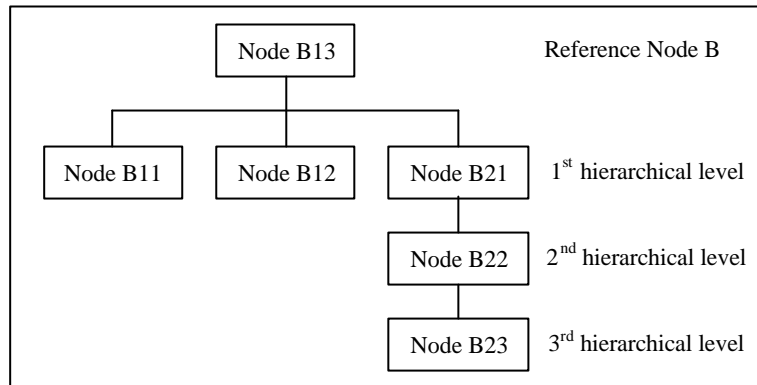 Node B13 Reference Node B
Node B11 Node B12 Node B21 1st hierarchical level
Node B22 2nd hierarchical level
Node B23 3rd hierarchical level